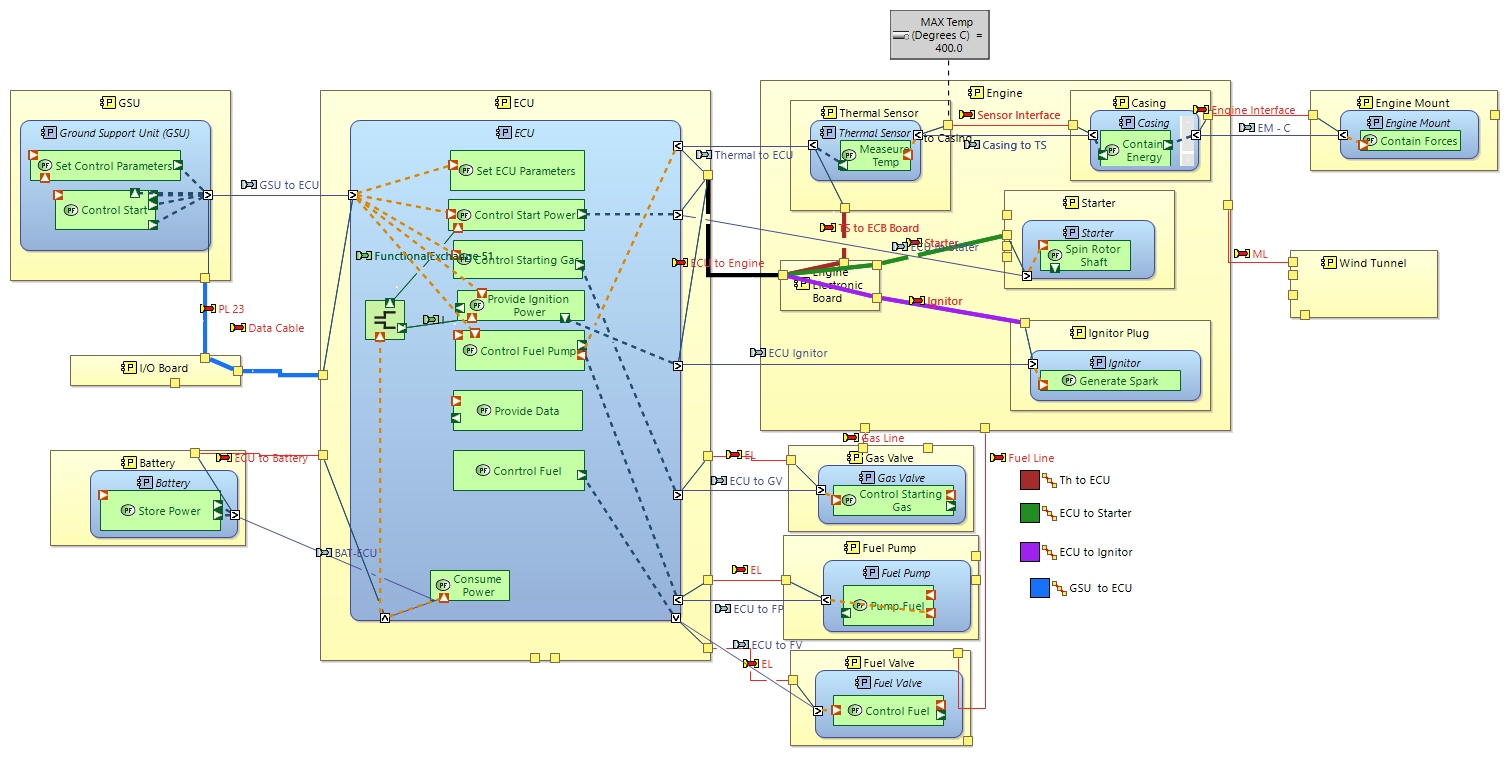 MAX Temp
(Degrees C) =
400.0
GSU
Ground Support Unit (GSU)
Set Control Parameters
Control Start
GSU to ECU
PL 23
Data Cable
I/O Board
Battery
Battery
Store Power
ECU to Battery
BAT-ECU
ECU
ECU
Set ECU Parameters
Control Start Power
FunctionalExchange 51
Control Starting Gas
Provide Ignition
Power
Control Fuel Pump
Provide Data
Conrtrol Fuel
Consume
Power
Thermal to ECU
ECU to Engine
ECU Ignitor
EL
ECU to GV
EL
ECU to FP
ECU to FV
EL
Engine
Thermal Sensor
Thermal Sensor
Measure
Temp
to Casing
Sensor Interface
Casing to TS
Casing
Casing
Contain
Energy
Engine Interface
EM - C
Engine Mount
Engine Mount
Contain Forces
TS to ECB Board
Starter
ECU to Stater
Engine
Electronic
Board
Starter
Starter
Spin Rotor
Shaft
ML
Wind Tunnel
Ignitor
Ignitor Plug
Ignitor
Generate Spark
Gas Line
Gas Valve
Gas Valve
Control Starting
Gas
Fuel Line
Fuel Pump
Fuel Pump
Pump Fuel
Fuel Valve
Fuel Valve
Control Fuel
Th to ECU
ECU to Starter
ECU to Ignitor
GSU to ECU
P
PF